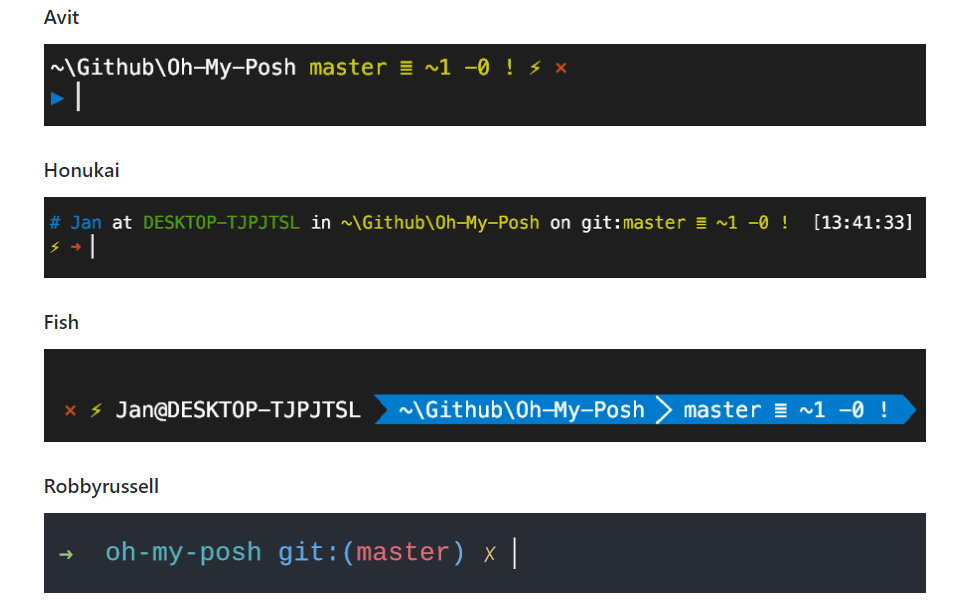 Avit
~\Github\Oh-My-Posh master ≣ ~1 -0 ! ⚡ ×
▶
Honukai
# Jan at DESKTOP-TJPJTSL in ~\Github\Oh-My-Posh on git:master ≣ ~1 -0 ! [13:41:33]
⚡ ➜
Fish
× ⚡ Jan@DESKTOP-TJPJTSL ~\Github\Oh-My-Posh master ≣ ~1 -0 !
Robbyrussell
➜ oh-my-posh git:(master) ✗